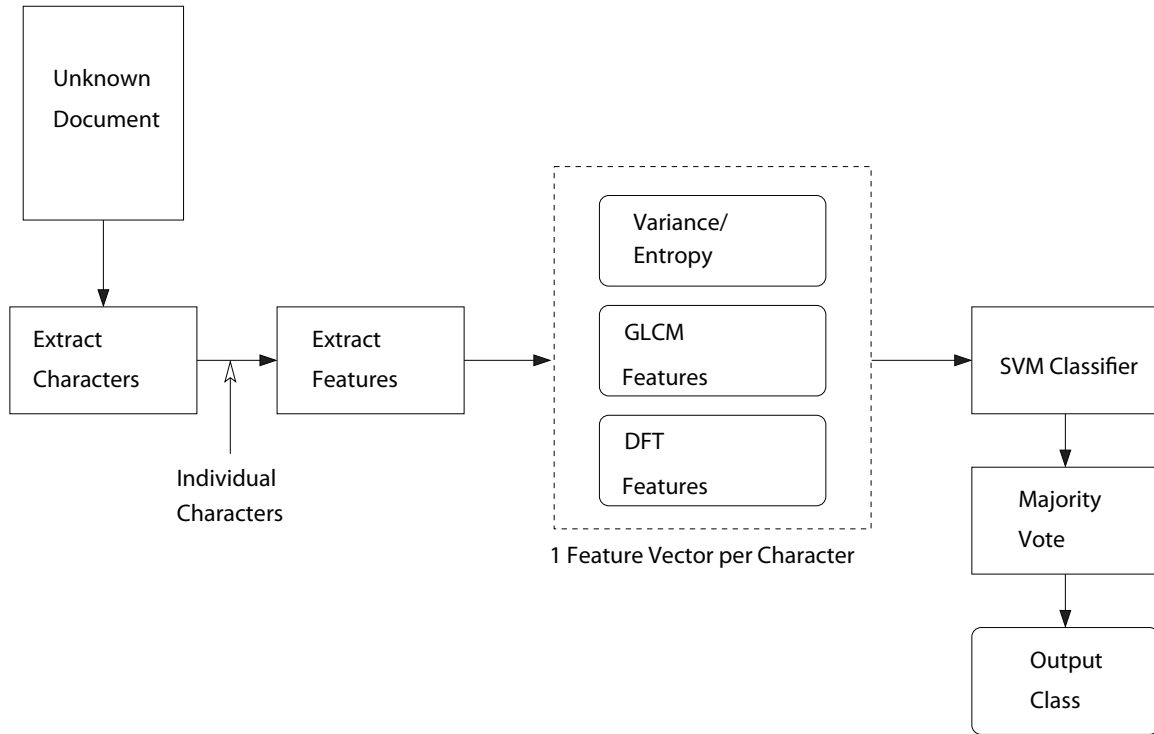 Unknown
Document
Extract
Characters
Individual
Characters
Extract
Features
Variance/
Entropy
GLCM
Features
DFT
Features
1 Feature Vector per Character
SVM Classifier
Majority
Vote
Output
Class